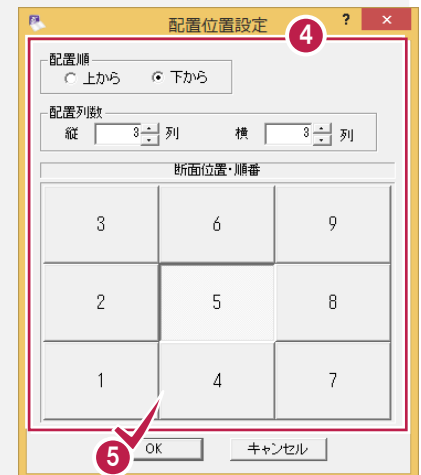 配置位置設定 ? ×
4
配置順
上から 下から
配置列数
縦 3 列 横 3 列
断面位置・順番
3 6 9
2 5 8
1 4 7
5
OK キャンセル